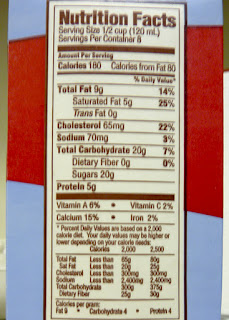 Nutrition Facts
Serving Size 1/2 cup (120 mL)
Servings Per Container 8
Amount Per Serving
Calories 160 Calories from Fat 80
% Daily Value*
Total Fat 9g 14%
Saturated Fat 5g 25%
Trans Fat 0g
Cholesterol 65mg 22%
Sodium 70mg 3%
Total Carbohydrate 20g 7%
Dietary Fiber 0g 0%
Sugars 20g
Protein 5g
Vitamin A 6% • Vitamin C 2%
Calcium 15% • Iron 2%
* Percent Daily Values are based on a 2,000
calorie diet. Your daily values may be higher or
lower depending on your calorie needs:
Calories 2,000 2,500
Total Fat Less than 65g 80g
Sat Fat Less than 20g 25g
Cholesterol Less than 300mg 300mg
Sodium Less than 2,400mg 2,400mg
Total Carbohydrate 300g 375g
Dietary Fiber 25g 30g
Calories per gram:
Fat 9 • Carbohydrate 4 • Protein 4